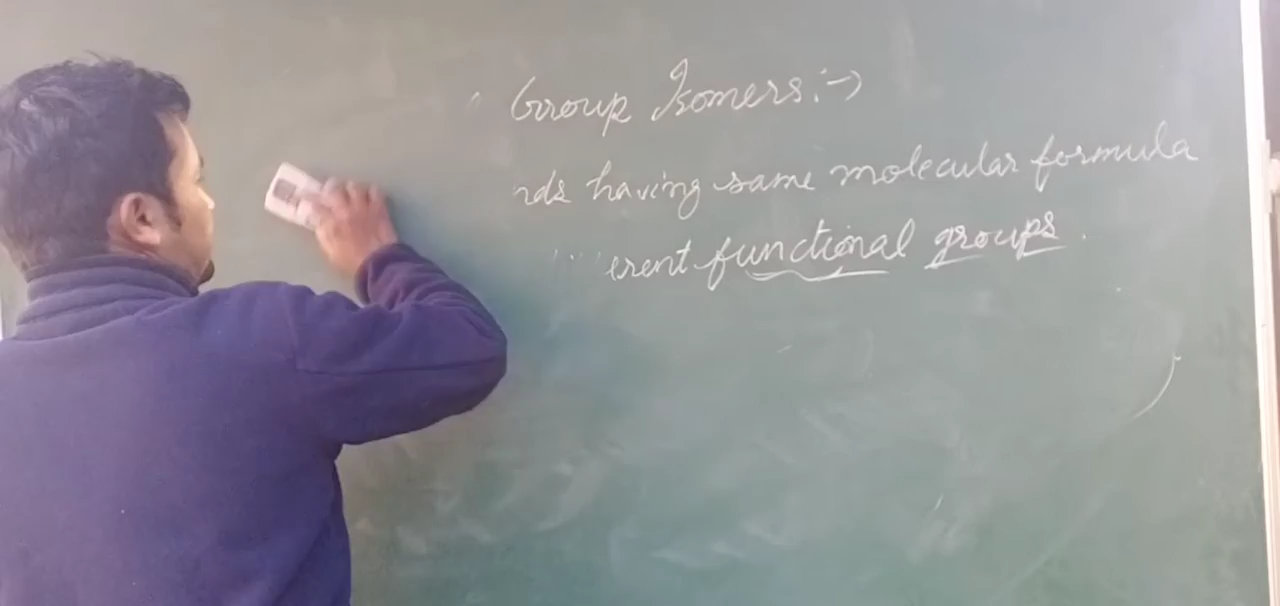 Group Isomers :->
nds having same molecular formula
erent functional groups.